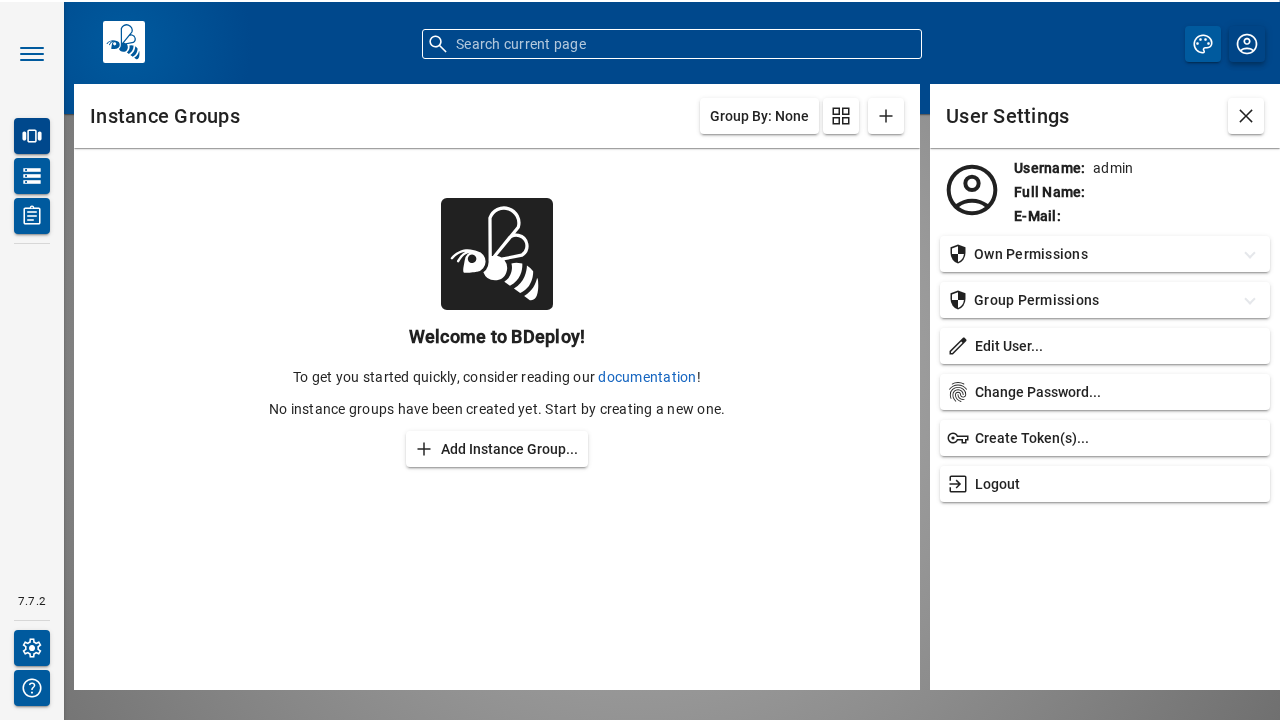 Search current page
Instance Groups
Group By: None
Welcome to BDeploy!
To get you started quickly, consider reading our documentation!
No instance groups have been created yet. Start by creating a new one.
Add Instance Group...
User Settings
Username: admin
Full Name:
E-Mail:
Own Permissions
Group Permissions
Edit User...
Change Password...
Create Token(s)...
Logout
7.7.2